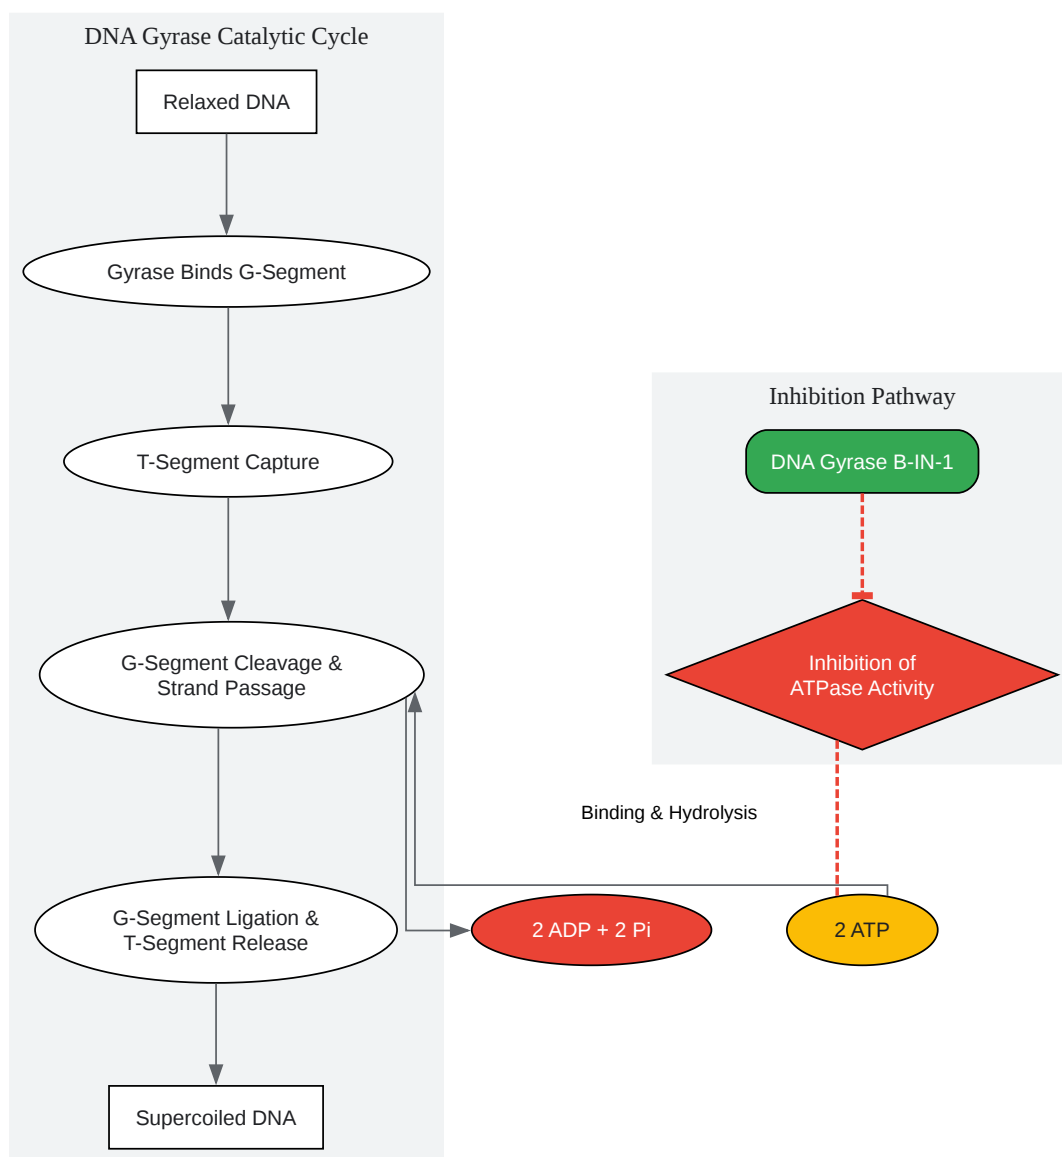 DNA Gyrase Catalytic Cycle
Relaxed DNA
Gyrase Binds G-Segment
T-Segment Capture
G-Segment Cleavage &
Strand Passage
G-Segment Ligation &
T-Segment Release
Supercoiled DNA
Inhibition Pathway
DNA Gyrase B-IN-1
Inhibition of
ATPase Activity
Binding & Hydrolysis
2 ADP + 2 Pi
2 ATP